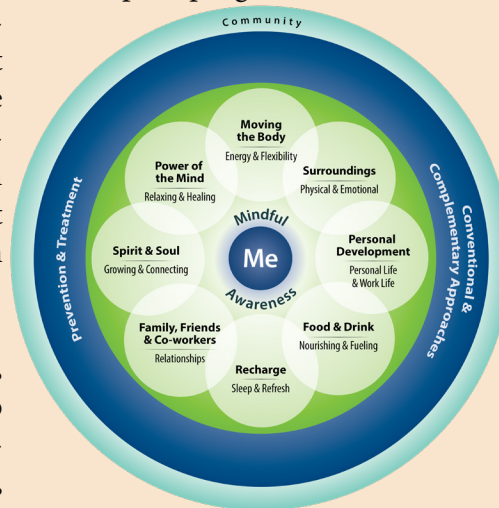 Community
Prevention & Treatment
Conventional &
Complementary Approaches
Moving
the Body
Energy & Flexibility
Surroundings
Physical & Emotional
Personal
Development
Personal Life
& Work Life
Food & Drink
Nourishing & Fueling
Recharge
Sleep & Refresh
Family, Friends
& Co-workers
Relationships
Spirit & Soul
Growing & Connecting
Power of
the Mind
Relaxing & Healing
Mindful
Me
Awareness